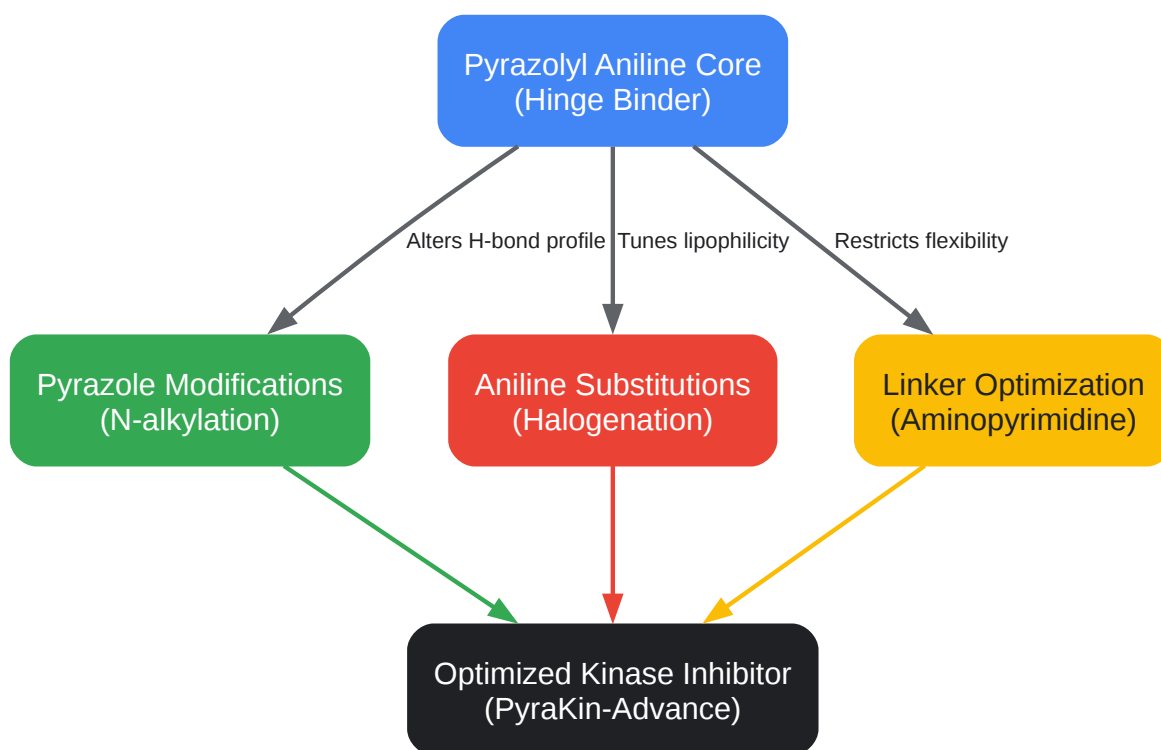 Pyrazolyl Aniline Core
(Hinge Binder)
Alters H-bond profile
Tunes lipophilicity
Restricts flexibility
Pyrazole Modifications
(N-alkylation)
Aniline Substitutions
(Halogenation)
Linker Optimization
(Aminopyrimidine)
Optimized Kinase Inhibitor
(PyraKin-Advance)